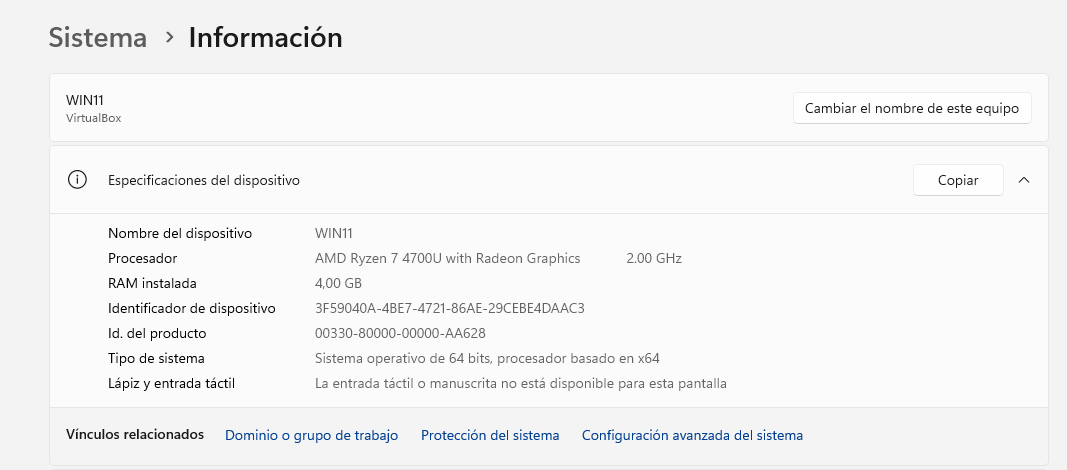 Sistema > Información
WIN11
VirtualBox
Cambiar el nombre de este equipo
Especificaciones del dispositivo
Copiar
Nombre del dispositivo WIN11
Procesador AMD Ryzen 7 4700U with Radeon Graphics 2.00 GHz
RAM instalada 4,00 GB
Identificador de dispositivo 3F59040A-4BE7-4721-86AE-29CEBE4DAAC3
Id. del producto 00330-80000-00000-AA628
Tipo de sistema Sistema operativo de 64 bits, procesador basado en x64
Lápiz y entrada táctil La entrada táctil o manuscrita no está disponible para esta pantalla
Vínculos relacionados Dominio o grupo de trabajo Protección del sistema Configuración avanzada del sistema